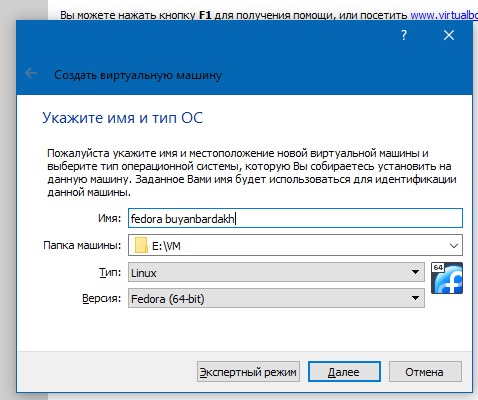 Вы можете нажать кнопку F1 для получения помощи, или посетить www.virtualbo
?
Создать виртуальную машину
Укажите имя и тип ОС
Пожалуйста укажите имя и местоположение новой виртуальной машины и
выберите тип операционной системы, которую Вы собираетесь установить на
данную машину. Заданное Вами имя будет использоваться для идентификации
данной машины.
Имя: fedora buyanbardakh
Папка машины: E:\VM
Тип: Linux
64
Версия: Fedora (64-bit)
Экспертный режим Далее Отмена